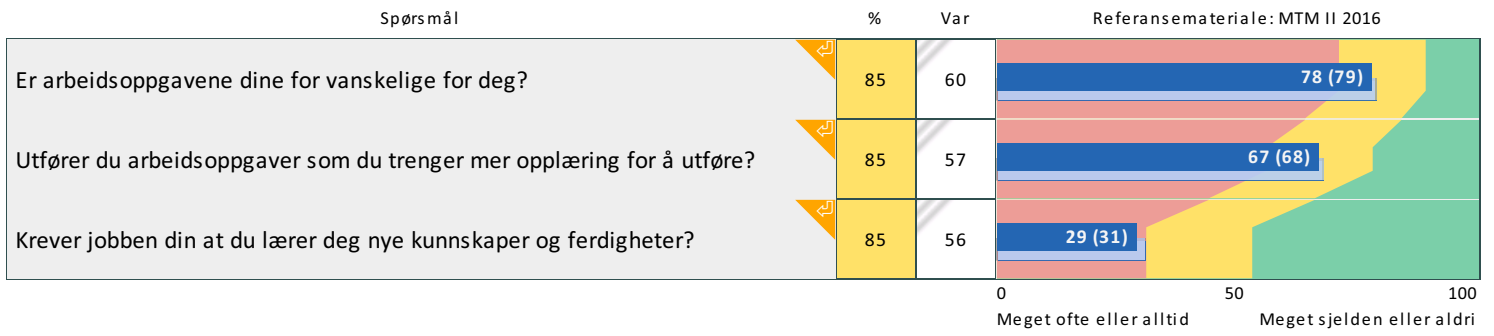 Spørsmål % Var Referansemateriale: MTM II 2016
Er arbeidsoppgavene dine for vanskelige for deg? 85 60 78 (79)
Utfører du arbeidsoppgaver som du trenger mer opplæring for å utføre? 85 57 67 (68)
Krever jobben din at du lærer deg nye kunnskaper og ferdigheter? 85 56 29 (31)
0 50 100
Meget ofte eller alltid Meget sjelden eller aldri